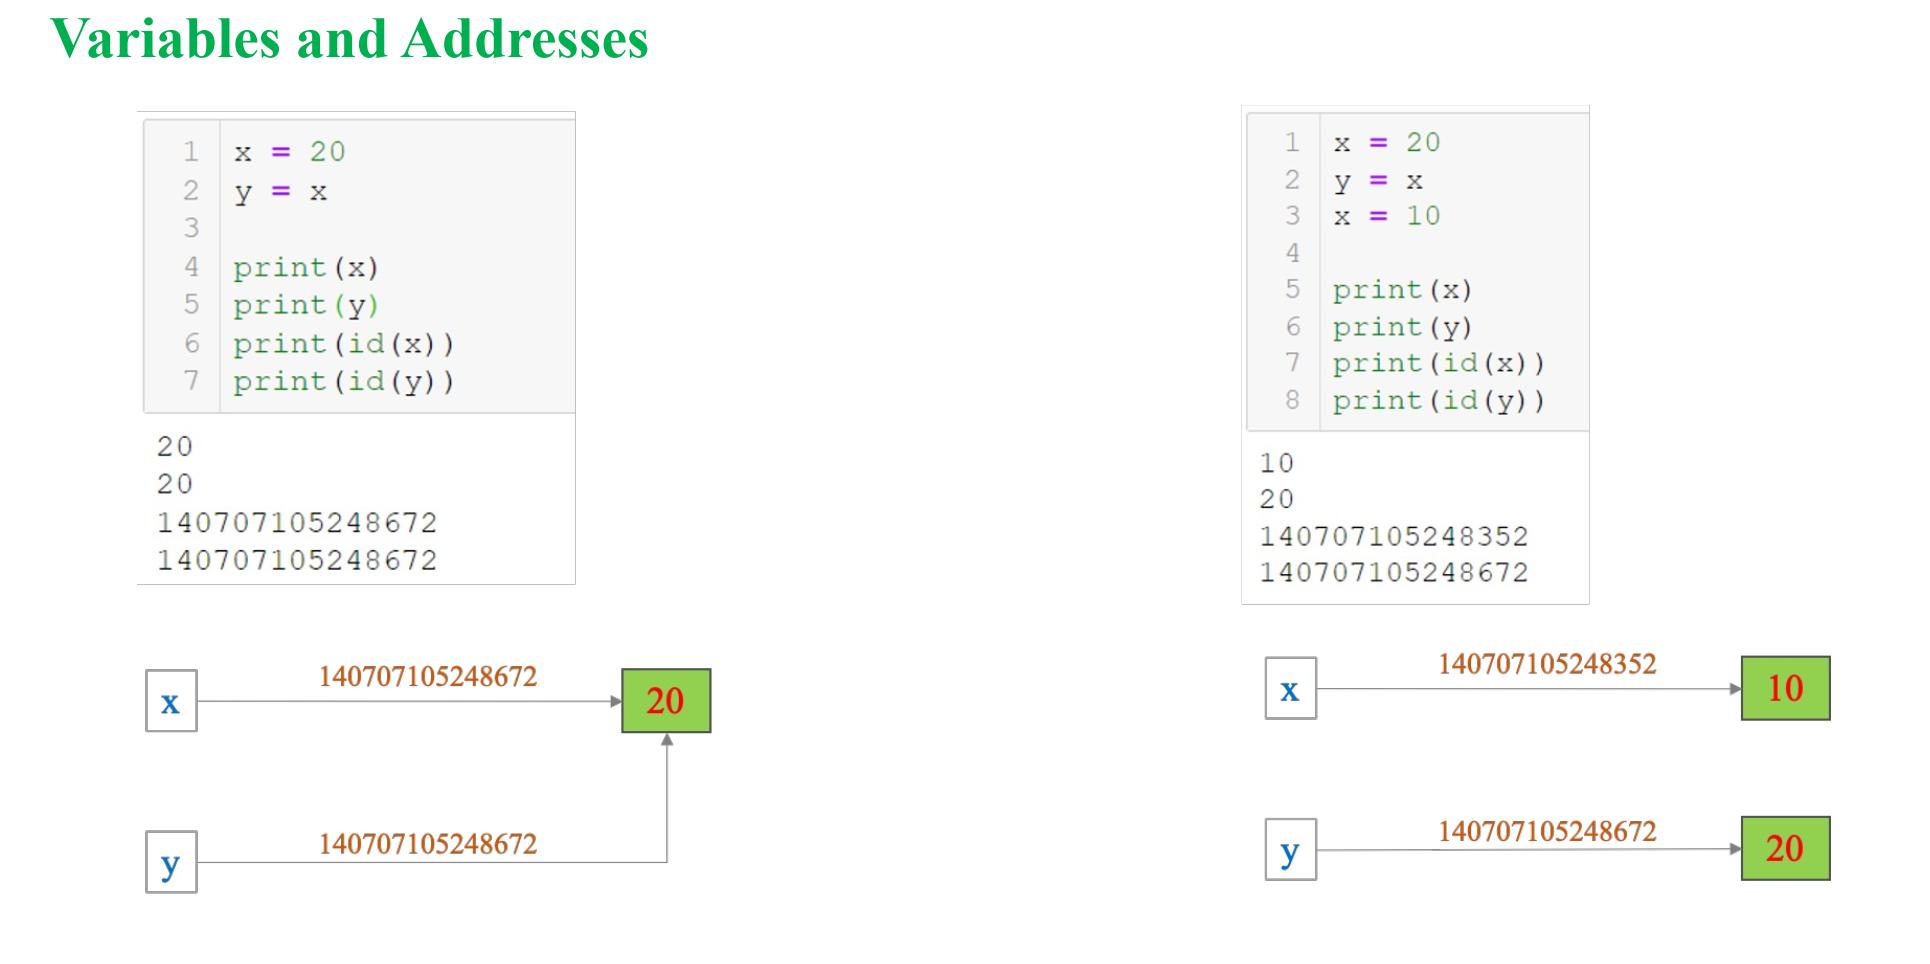 Variables and Addresses
1 x = 20
2 y = x
3
4 print(x)
5 print(y)
6 print(id(x))
7 print(id(y))
20
20
140707105248672
140707105248672
x 140707105248672 20
y 140707105248672
1 x = 20
2 y = x
3 x = 10
4
5 print(x)
6 print(y)
7 print(id(x))
8 print(id(y))
10
20
140707105248352
140707105248672
x 140707105248352 10
y 140707105248672 20